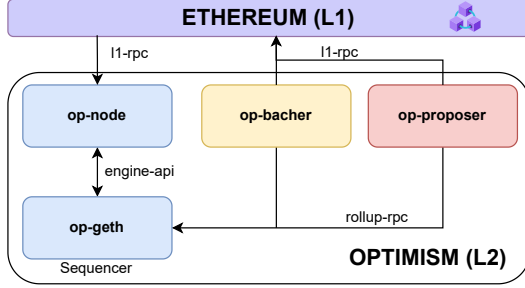 ETHEREUM (L1)
l1-rpc
l1-rpc
op-node
op-bacher
op-proposer
engine-api
op-geth
rollup-rpc
Sequencer
OPTIMISM (L2)